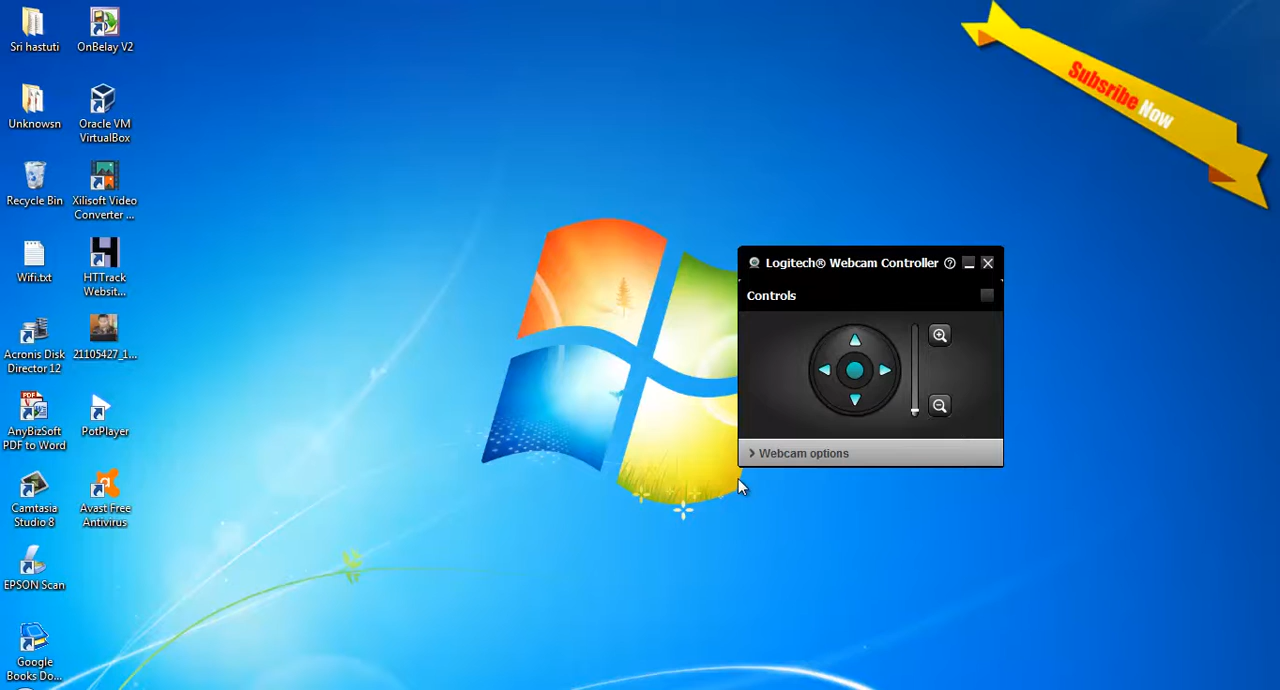 Sri hastuti
OnBelay V2
Unknowsn
Oracle VM
VirtualBox
Recycle Bin
Xilisoft Video
Converter ...
Wifi.txt
HTTrack
Websit...
Acronis Disk
Director 12
21105427_1...
PDF
AnyBizSoft
PDF to Word
PotPlayer
Camtasia
Studio 8
Avast Free
Antivirus
EPSON Scan
Google
Books Do...
Subsribe Now
Logitech® Webcam Controller
Controls
Webcam options